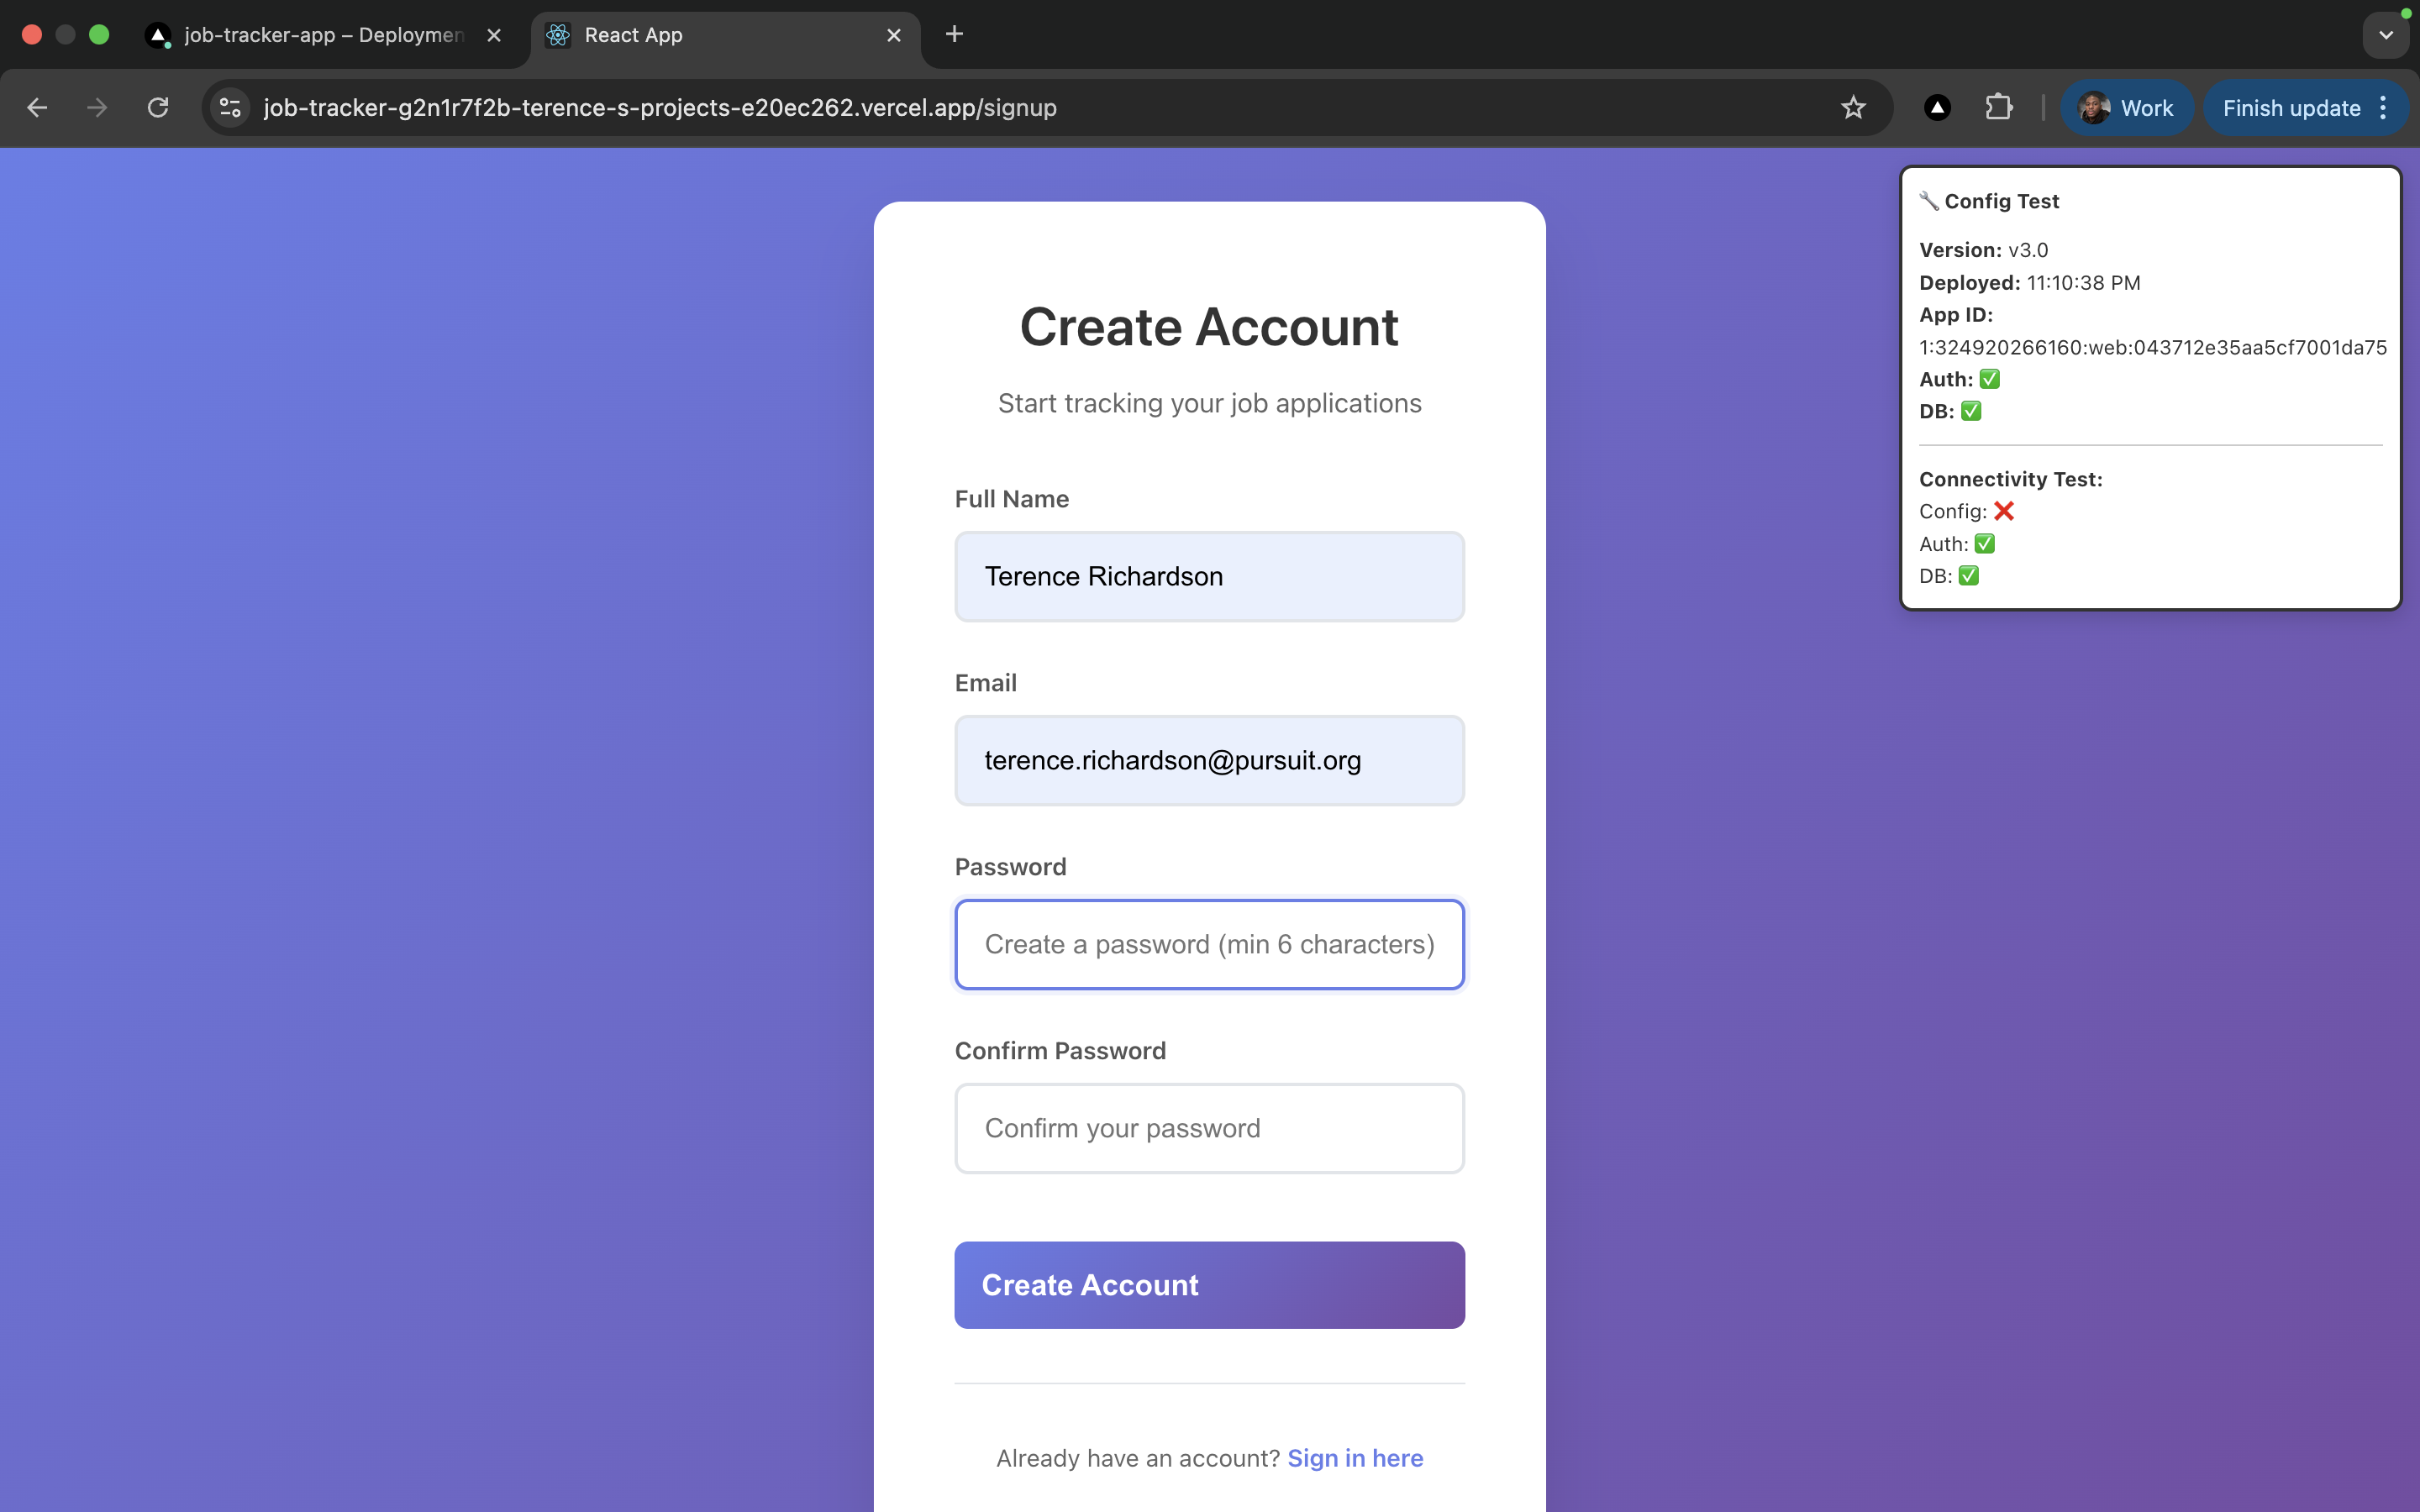 job-tracker-app – Deploymen
React App
job-tracker-g2n1r7f2b-terence-s-projects-e20ec262.vercel.app/signup
Work
Finish update
Create Account
Start tracking your job applications
Full Name
Terence Richardson
Email
terence.richardson@pursuit.org
Password
Create a password (min 6 characters)
Confirm Password
Confirm your password
Create Account
Already have an account? Sign in here
🔧 Config Test
Version: v3.0
Deployed: 11:10:38 PM
App ID:
1:324920266160:web:043712e35aa5cf7001da75
Auth: ✅
DB: ✅
Connectivity Test:
Config: ❌
Auth: ✅
DB: ✅